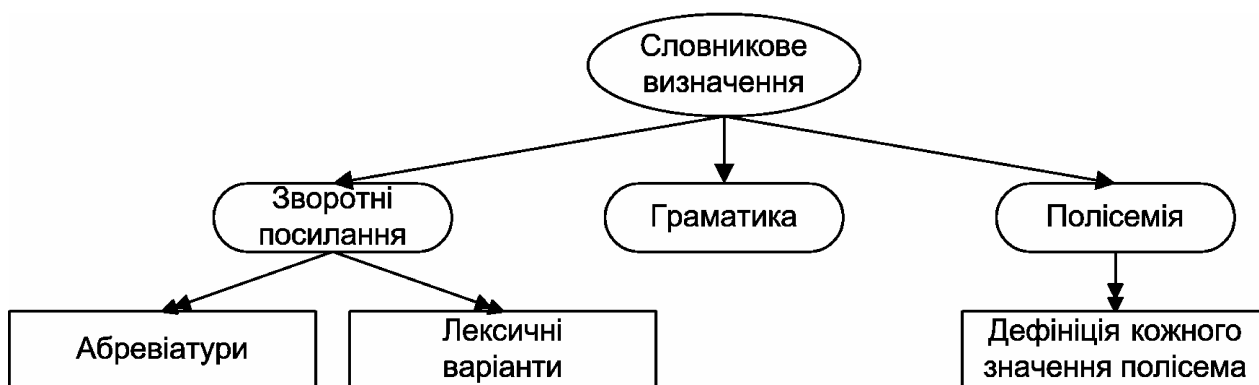 Словникове
визначення
Зворотні
посилання
Граматика
Полісемія
Абревіатури
Лексичні
варіанти
Дефініція кожного
значення полісема